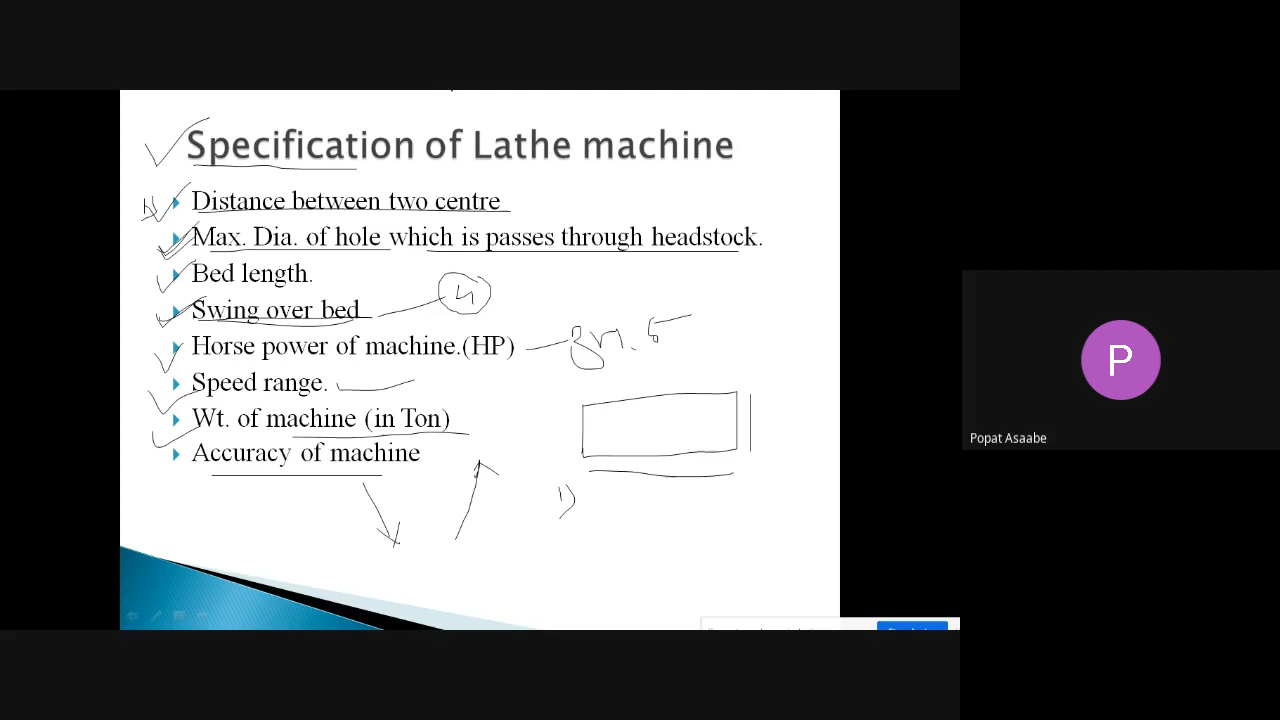 Specification of Lathe machine
Distance between two centre
Max. Dia. of hole which is passes through headstock.
Bed length.
Swing over bed
Horse power of machine.(HP)
Speed range.
Wt. of machine (in Ton)
Accuracy of machine
1)
P
Popat Asaabe